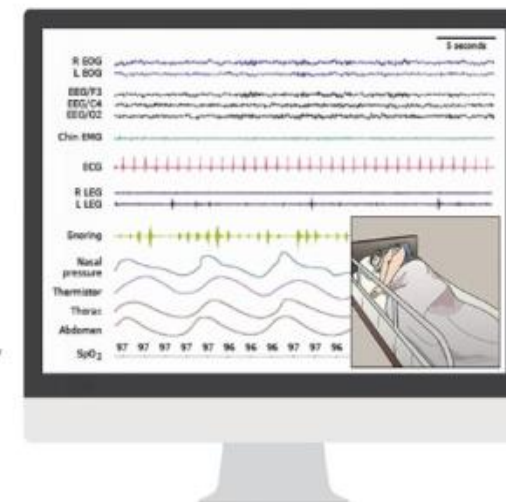 5 seconds
R EOG
L EOG
EEG/F3
EEG/C4
EEG/O2
Chin EMG
ECG
R LEG
L LEG
Snoring
Nasal
pressure
Thermistor
Thorax
Abdomen
SpO2 97 97 97 97 97 96 96 96 97 97 96